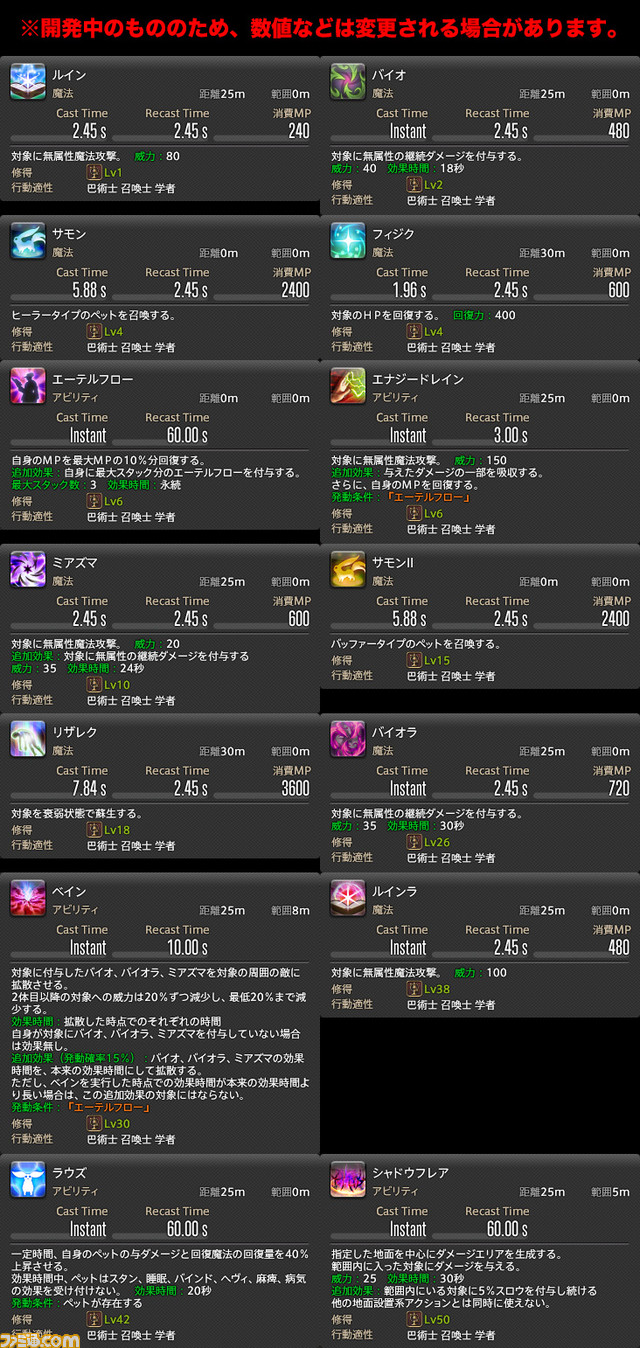 ※開発中のもののため、数値などは変更される場合があります。
ルイン
魔法 距離25m 範囲0m
Cast Time Recast Time 消費MP
2.45 s 2.45 s 240
対象に無属性魔法攻撃。 威力：80
修得 Lv1
行動適性 巴術士 召喚士 学者
バイオ
魔法 距離25m 範囲0m
Cast Time Recast Time 消費MP
Instant 2.45 s 480
対象に無属性の継続ダメージを付与する。
威力：40 効果時間：18秒
修得 Lv2
行動適性 巴術士 召喚士 学者
サモン
魔法 距離0m 範囲0m
Cast Time Recast Time 消費MP
5.88 s 2.45 s 2400
ヒーラータイプのペットを召喚する。
修得 Lv4
行動適性 巴術士 召喚士 学者
フィジク
魔法 距離30m 範囲0m
Cast Time Recast Time 消費MP
1.96 s 2.45 s 600
対象のＨＰを回復する。 回復力：400
修得 Lv4
行動適性 巴術士 召喚士 学者
エーテルフロー
アビリティ 距離0m 範囲0m
Cast Time Recast Time
Instant 60.00 s
自身のＭＰを最大ＭＰの10％分回復する。
追加効果：自身に最大スタック分のエーテルフローを付与する。
最大スタック数：3 効果時間：永続
修得 Lv6
行動適性 巴術士 召喚士 学者
エナジードレイン
アビリティ 距離25m 範囲0m
Cast Time Recast Time
Instant 3.00 s
対象に無属性魔法攻撃。 威力：150
追加効果：与えたダメージの一部を吸収する。
さらに、自身のＭＰを回復する。
発動条件：「エーテルフロー」
修得 Lv6
行動適性 巴術士 召喚士 学者
ミアズマ
魔法 距離25m 範囲0m
Cast Time Recast Time 消費MP
2.45 s 2.45 s 600
対象に無属性魔法攻撃。 威力：20
追加効果：対象に無属性の継続ダメージを付与する
威力：35 効果時間：24秒
修得 Lv10
行動適性 巴術士 召喚士 学者
サモンII
魔法 距離0m 範囲0m
Cast Time Recast Time 消費MP
5.88 s 2.45 s 2400
バッファータイプのペットを召喚する。
修得 Lv15
行動適性 巴術士 召喚士 学者
リザレク
魔法 距離30m 範囲0m
Cast Time Recast Time 消費MP
7.84 s 2.45 s 3600
対象を衰弱状態で蘇生する。
修得 Lv18
行動適性 巴術士 召喚士 学者
バイオラ
魔法 距離25m 範囲0m
Cast Time Recast Time 消費MP
Instant 2.45 s 720
対象に無属性の継続ダメージを付与する。
威力：35 効果時間：30秒
修得 Lv26
行動適性 巴術士 召喚士 学者
ベイン
アビリティ 距離25m 範囲8m
Cast Time Recast Time
Instant 10.00 s
対象に付与したバイオ、バイオラ、ミアズマを対象の周囲の敵に
拡散させる。
2体目以降の対象への威力は20％ずつ減少し、最低20％まで減
少する。
効果時間：拡散した時点でのそれぞれの時間
自身が対象にバイオ、バイオラ、ミアズマを付与していない場合
は効果無し。
追加効果（発動確率15％）：バイオ、バイオラ、ミアズマの効果
時間を、本来の効果時間にして拡散する。
ただし、ベインを実行した時点での効果時間が本来の効果時間よ
り長い場合は、この追加効果の対象にはならない。
発動条件：「エーテルフロー」
修得 Lv30
行動適性 巴術士 召喚士 学者
ルインラ
魔法 距離25m 範囲0m
Cast Time Recast Time 消費MP
Instant 2.45 s 480
対象に無属性魔法攻撃。 威力：100
修得 Lv38
行動適性 巴術士 召喚士 学者
ラウズ
アビリティ 距離25m 範囲0m
Cast Time Recast Time
Instant 60.00 s
一定時間、自身のペットの与ダメージと回復魔法の回復量を40％
上昇させる。
効果時間中、ペットはスタン、睡眠、バインド、ヘヴィ、麻痺、病気
の効果を受け付けない。 効果時間：20秒
発動条件：ペットが存在する
修得 Lv42
行動適性 巴術士 召喚士 学者
シャドウフレア
アビリティ 距離25m 範囲5m
Cast Time Recast Time
Instant 60.00 s
指定した地面を中心にダメージエリアを生成する。
範囲内に入った対象にダメージを与える。
威力：25 効果時間：30秒
追加効果：範囲内にいる対象に5％スロウを付与し続ける
他の地面設置系アクションとは同時に使えない。
修得 Lv50
行動適性 巴術士 召喚士 学者
ファミ通.com